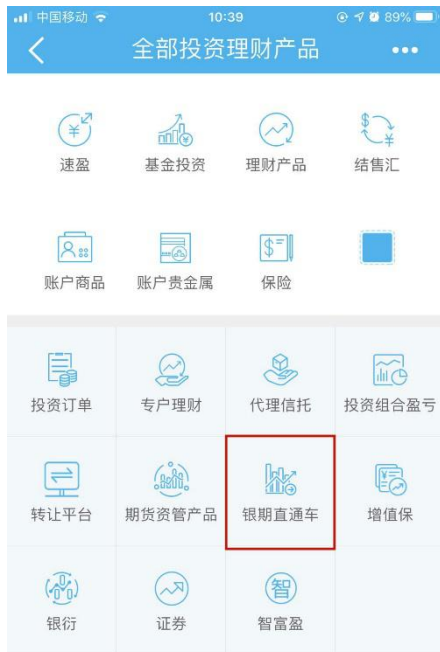 中国移动 10:39 89%
全部投资理财产品
速盈 基金投资 理财产品 结售汇
账户商品 账户贵金属 保险
投资订单 专户理财 代理信托 投资组合盈亏
转让平台 期货资管产品 银期直通车 增值保
银衍 证券 智富盈
智